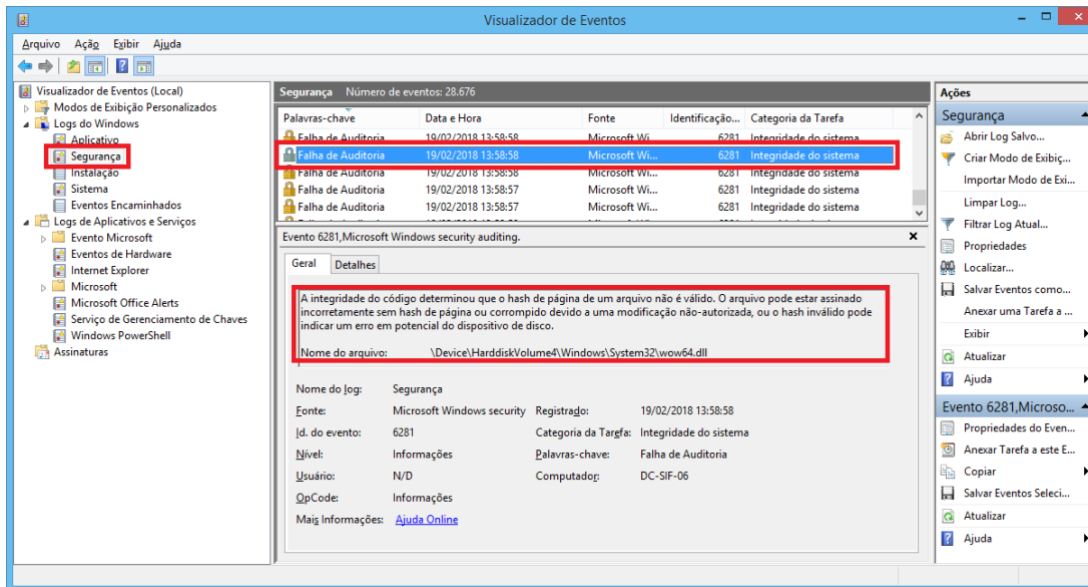 Visualizador de Eventos
Arquivo Ação Exibir Ajuda
Visualizador de Eventos (Local)
Modos de Exibição Personalizados
Logs do Windows
Aplicativo
Segurança
Instalação
Sistema
Eventos Encaminhados
Logs de Aplicativos e Serviços
Evento Microsoft
Eventos de Hardware
Internet Explorer
Microsoft
Microsoft Office Alerts
Serviço de Gerenciamento de Chaves
Windows PowerShell
Assinaturas
Segurança Número de eventos: 28.676
Palavras-chave Data e Hora Fonte Identificação... Categoria da Tarefa
Falha de Auditoria 19/02/2018 13:58:58 Microsoft Wi... 6281 Integridade do sistema
Falha de Auditoria 19/02/2018 13:58:58 Microsoft Wi... 6281 Integridade do sistema
Falha de Auditoria 19/02/2018 13:58:58 Microsoft Wi... 6281 Integridade do sistema
Falha de Auditoria 19/02/2018 13:58:57 Microsoft Wi... 6281 Integridade do sistema
Falha de Auditoria 19/02/2018 13:58:57 Microsoft Wi... 6281 Integridade do sistema
Evento 6281,Microsoft Windows security auditing.
Geral Detalhes
A integridade do código determinou que o hash de página de um arquivo não é válido. O arquivo pode estar assinado
incorretamente sem hash de página ou corrompido devido a uma modificação não-autorizada, ou o hash inválido pode
indicar um erro em potencial do dispositivo de disco.
Nome do arquivo: \Device\HarddiskVolume4\Windows\System32\wow64.dll
Nome do log: Segurança
Fonte: Microsoft Windows security Registrado: 19/02/2018 13:58:58
Id. do evento: 6281 Categoria da Tarefa: Integridade do sistema
Nível: Informações Palavras-chave: Falha de Auditoria
Usuário: N/D Computador: DC-SIF-06
OpCode: Informações
Mais Informações: Ajuda Online
Ações
Segurança
Abrir Log Salvo...
Criar Modo de Exibiç...
Importar Modo de Exi...
Limpar Log...
Filtrar Log Atual...
Propriedades
Localizar...
Salvar Eventos como...
Anexar uma Tarefa a ...
Exibir
Atualizar
Ajuda
Evento 6281,Microso...
Propriedades do Even...
Anexar Tarefa a este E...
Copiar
Salvar Eventos Seleci...
Atualizar
Ajuda